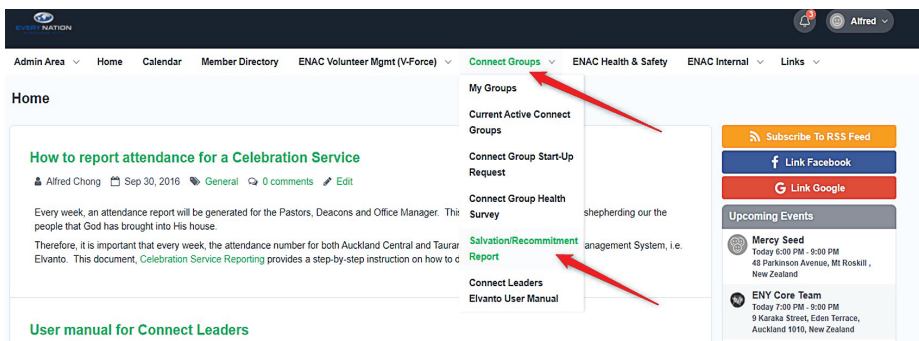 EVERY NATION
3
Alfred
Admin Area Home Calendar Member Directory ENAC Volunteer Mgmt (V-Force) Connect Groups ENAC Health & Safety ENAC Internal Links
Home
My Groups
Current Active Connect
Groups
Connect Group Start-Up
Request
Connect Group Health
Survey
Salvation/Recommitment
Report
Connect Leaders
Elvanto User Manual
How to report attendance for a Celebration Service
Alfred Chong Sep 30, 2016 General 0 comments Edit
Every week, an attendance report will be generated for the Pastors, Deacons and Office Manager. This shepherding our the
people that God has brought into His house.
Therefore, it is important that every week, the attendance number for both Auckland Central and Taurar anagement System, i.e.
Elvanto. This document, Celebration Service Reporting provides a step-by-step instruction on how to d
User manual for Connect Leaders
Subscribe To RSS Feed
Link Facebook
Link Google
Upcoming Events
Mercy Seed
Today 6:00 PM - 9:00 PM
48 Parkinson Avenue, Mt Roskill ,
New Zealand
ENY Core Team
Today 7:00 PM - 9:00 PM
9 Karaka Street, Eden Terrace,
Auckland 1010, New Zealand